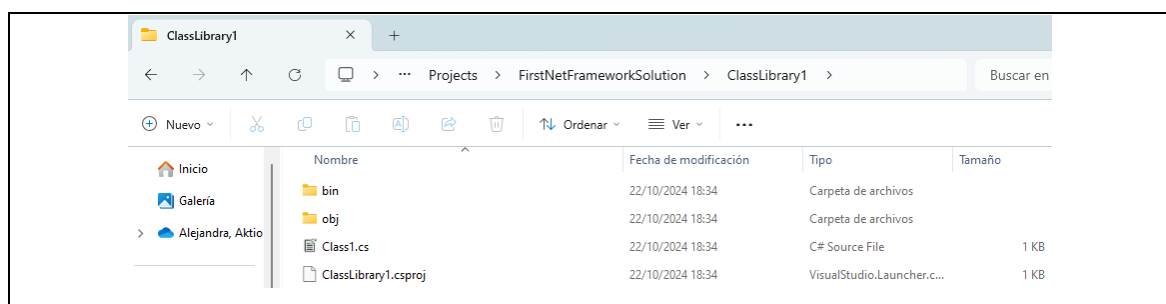 ClassLibrary1
Projects > FirstNetFrameworkSolution > ClassLibrary1 >
Buscar en
Nuevo
Ordenar
Ver
Nombre Fecha de modificación Tipo Tamaño
Inicio
Galería
Alejandra, Aktio
bin 22/10/2024 18:34 Carpeta de archivos
obj 22/10/2024 18:34 Carpeta de archivos
Class1.cs 22/10/2024 18:34 C# Source File 1 KB
ClassLibrary1.csproj 22/10/2024 18:34 VisualStudio.Launcher.c... 1 KB